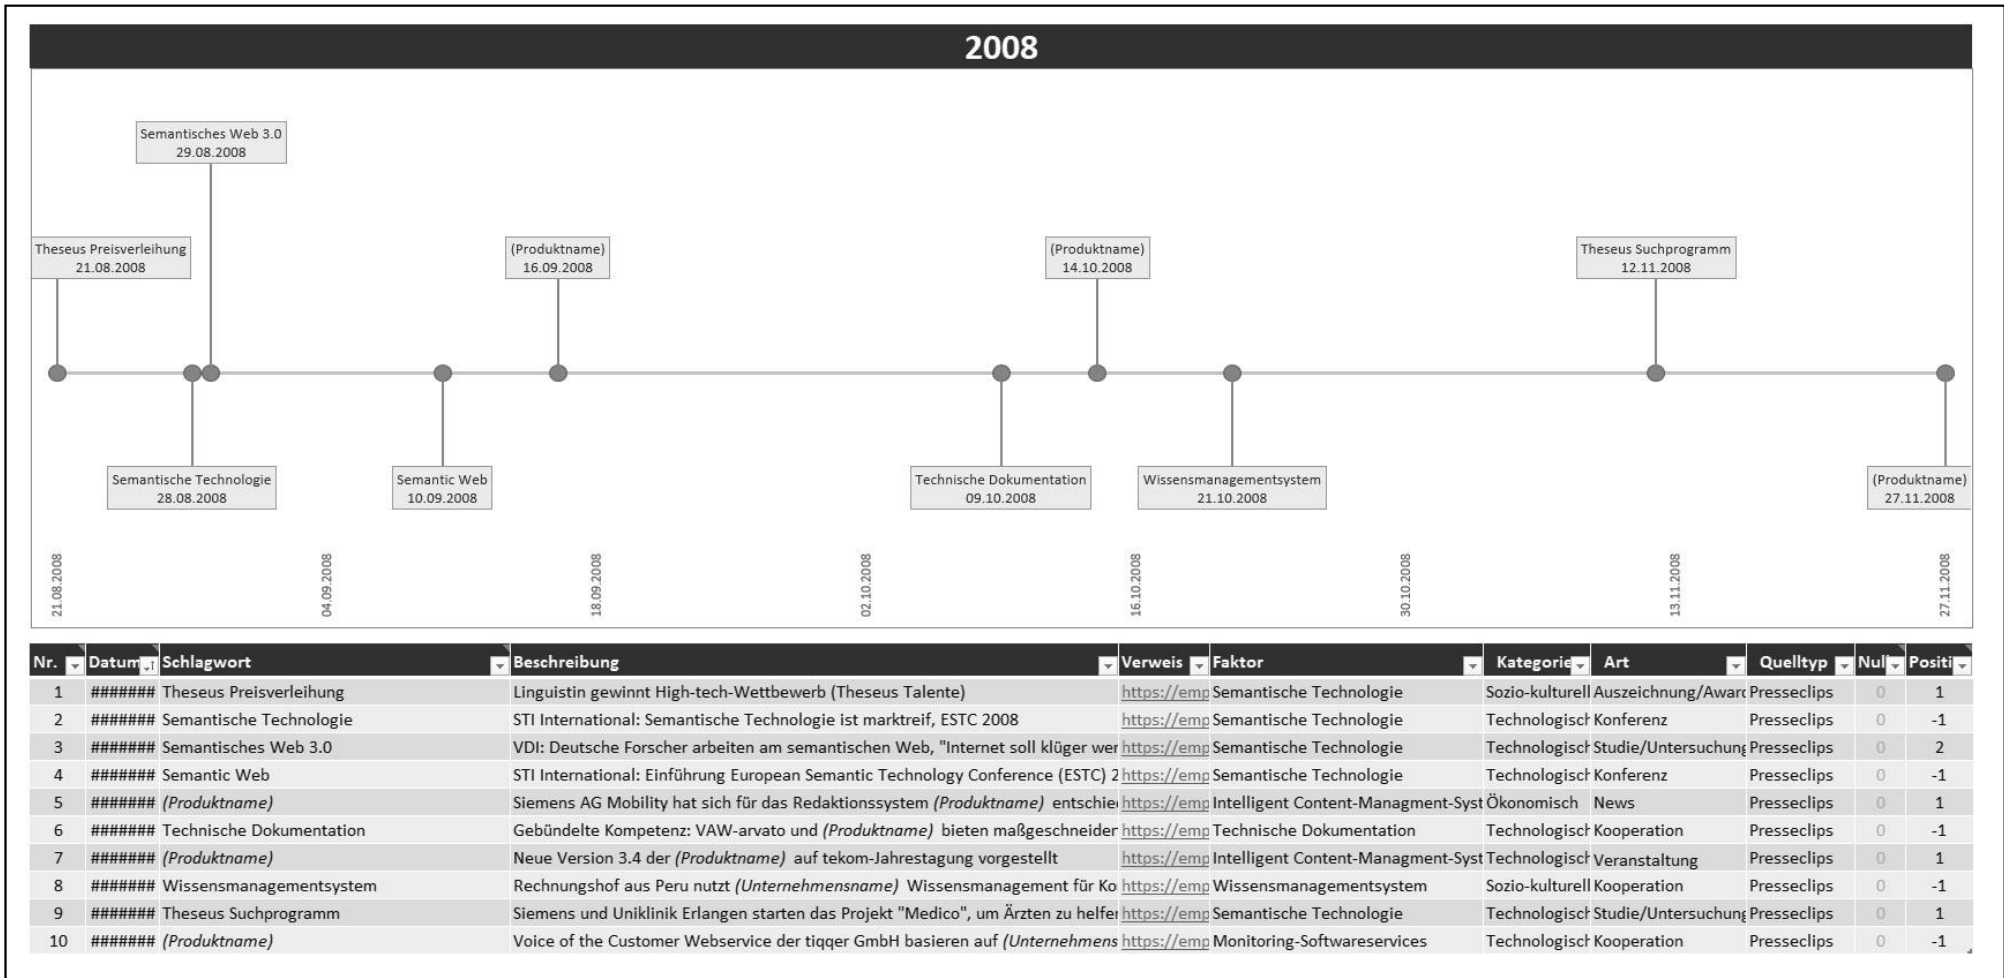 2008
Semantisches Web 3.0
29.08.2008
Theseus Preisverleihung
21.08.2008
(Produktname)
16.09.2008
(Produktname)
14.10.2008
Theseus Suchprogramm
12.11.2008
Semantische Technologie
28.08.2008
Semantic Web
10.09.2008
Technische Dokumentation
09.10.2008
Wissensmanagementsystem
21.10.2008
(Produktname)
27.11.2008
21.08.2008
04.09.2008
18.09.2008
02.10.2008
16.10.2008
30.10.2008
13.11.2008
27.11.2008
Nr. Datum Schlagwort Beschreibung Verweis Faktor Kategorie Art Quelltyp Null Positi
1 ####### Theseus Preisverleihung Linguistin gewinnt High-tech-Wettbewerb (Theseus Talente) https://emp Semantische Technologie Sozio-kulturell Auszeichnung/Award Presseclips 0 1
2 ####### Semantische Technologie STI International: Semantische Technologie ist marktreif, ESTC 2008 https://emp Semantische Technologie Technologisch Konferenz Presseclips 0 -1
3 ####### Semantisches Web 3.0 VDI: Deutsche Forscher arbeiten am semantischen Web, "Internet soll klüger wer https://emp Semantische Technologie Technologisch Studie/Untersuchung Presseclips 0 2
4 ####### Semantic Web STI International: Einführung European Semantic Technology Conference (ESTC) 2 https://emp Semantische Technologie Technologisch Konferenz Presseclips 0 -1
5 ####### (Produktname) Siemens AG Mobility hat sich für das Redaktionssystem (Produktname) entschie https://emp Intelligent Content-Managment-Syst Ökonomisch News Presseclips 0 1
6 ####### Technische Dokumentation Gebündelte Kompetenz: VAW-arvato und (Produktname) bieten maßgeschneider https://emp Technische Dokumentation Technologisch Kooperation Presseclips 0 -1
7 ####### (Produktname) Neue Version 3.4 der (Produktname) auf tekom-Jahrestagung vorgestellt https://emp Intelligent Content-Managment-Syst Technologisch Veranstaltung Presseclips 0 1
8 ####### Wissensmanagementsystem Rechnungshof aus Peru nutzt (Unternehmensname) Wissensmanagement für Ko https://emp Wissensmanagementsystem Sozio-kulturell Kooperation Presseclips 0 -1
9 ####### Theseus Suchprogramm Siemens und Uniklinik Erlangen starten das Projekt "Medico", um Ärzten zu helfer https://emp Semantische Technologie Technologisch Studie/Untersuchung Presseclips 0 1
10 ####### (Produktname) Voice of the Customer Webservice der tiqqer GmbH basieren auf (Unternehmens https://emp Monitoring-Softwareservices Technologisch Kooperation Presseclips 0 -1